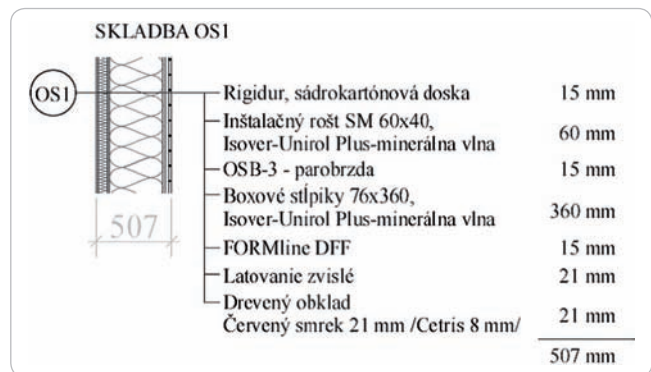 SKLADBA OS1
OS1
Rigidur, sádrokartónová doska 15 mm
Inštalačný rošt SM 60x40,
Isover-Unirol Plus-minerálna vlna 60 mm
OSB-3 - parobrzda 15 mm
Boxové stĺpiky 76x360,
Isover-Unirol Plus-minerálna vlna 360 mm
507
FORMline DFF 15 mm
Latovanie zvislé 21 mm
Drevený obklad
Červený smrek 21 mm /Cetris 8 mm/ 21 mm
507 mm